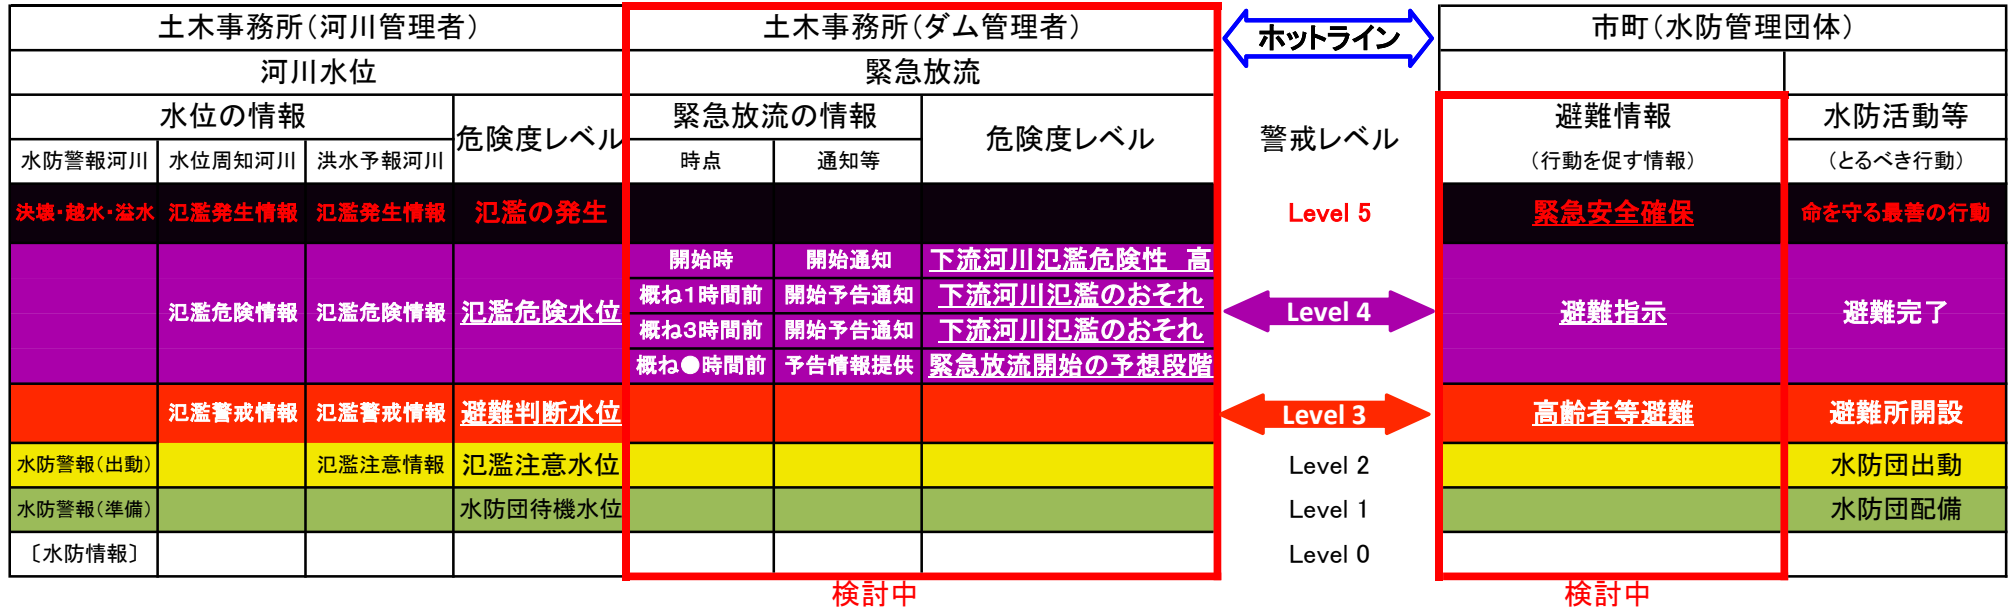 土木事務所（河川管理者） 土木事務所（ダム管理者） ホットライン 市町（水防管理団体）
河川水位 緊急放流
水位の情報 危険度レベル 緊急放流の情報 危険度レベル 警戒レベル 避難情報 水防活動等
水防警報河川 水位周知河川 洪水予報河川 時点 通知等 （行動を促す情報） （とるべき行動）
決壊・越水・溢水 氾濫発生情報 氾濫発生情報 氾濫の発生 Level 5 緊急安全確保 命を守る最善の行動
開始時 開始通知 下流河川氾濫危険性 高
概ね1時間前 開始予告通知 下流河川氾濫のおそれ
氾濫危険情報 氾濫危険情報 氾濫危険水位 Level 4 避難指示 避難完了
概ね3時間前 開始予告通知 下流河川氾濫のおそれ
概ね●時間前 予告情報提供 緊急放流開始の予想段階
氾濫警戒情報 氾濫警戒情報 避難判断水位 Level 3 高齢者等避難 避難所開設
水防警報（出動） 氾濫注意情報 氾濫注意水位 Level 2 水防団出動
水防警報（準備） 水防団待機水位 Level 1 水防団配備
〔水防情報〕 Level 0
検討中 検討中